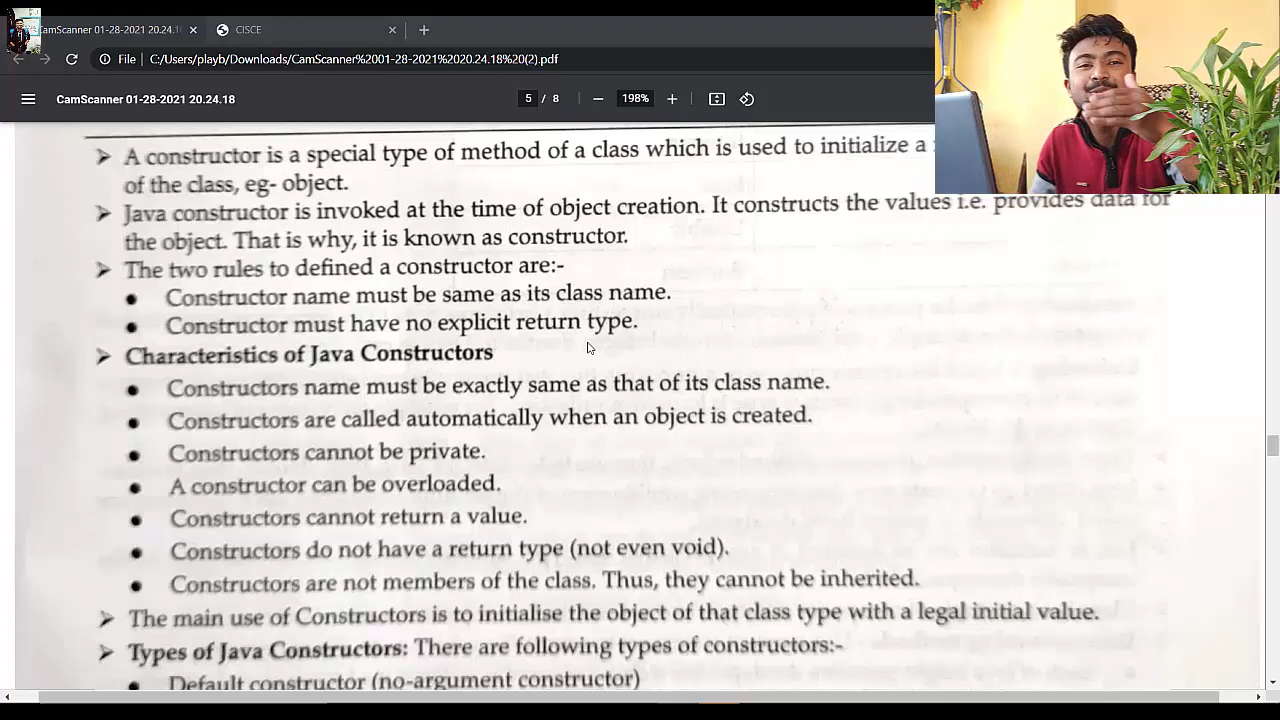 CamScanner 01-28-2021 20.24.1
CISCE
File C:/Users/playb/Downloads/CamScanner%2001-28-2021%2020.24.18%20(2).pdf
CamScanner 01-28-2021 20.24.18
5 / 8
198%
➢ A constructor is a special type of method of a class which is used to initialize a
of the class, eg- object.
➢ Java constructor is invoked at the time of object creation. It constructs the values i.e. provides data for
the object. That is why, it is known as constructor.
➢ The two rules to defined a constructor are:-
• Constructor name must be same as its class name.
• Constructor must have no explicit return type.
➢ Characteristics of Java Constructors
• Constructors name must be exactly same as that of its class name.
• Constructors are called automatically when an object is created.
• Constructors cannot be private.
• A constructor can be overloaded.
• Constructors cannot return a value.
• Constructors do not have a return type (not even void).
• Constructors are not members of the class. Thus, they cannot be inherited.
➢ The main use of Constructors is to initialise the object of that class type with a legal initial value.
➢ Types of Java Constructors: There are following types of constructors:-
• Default constructor (no-argument constructor)